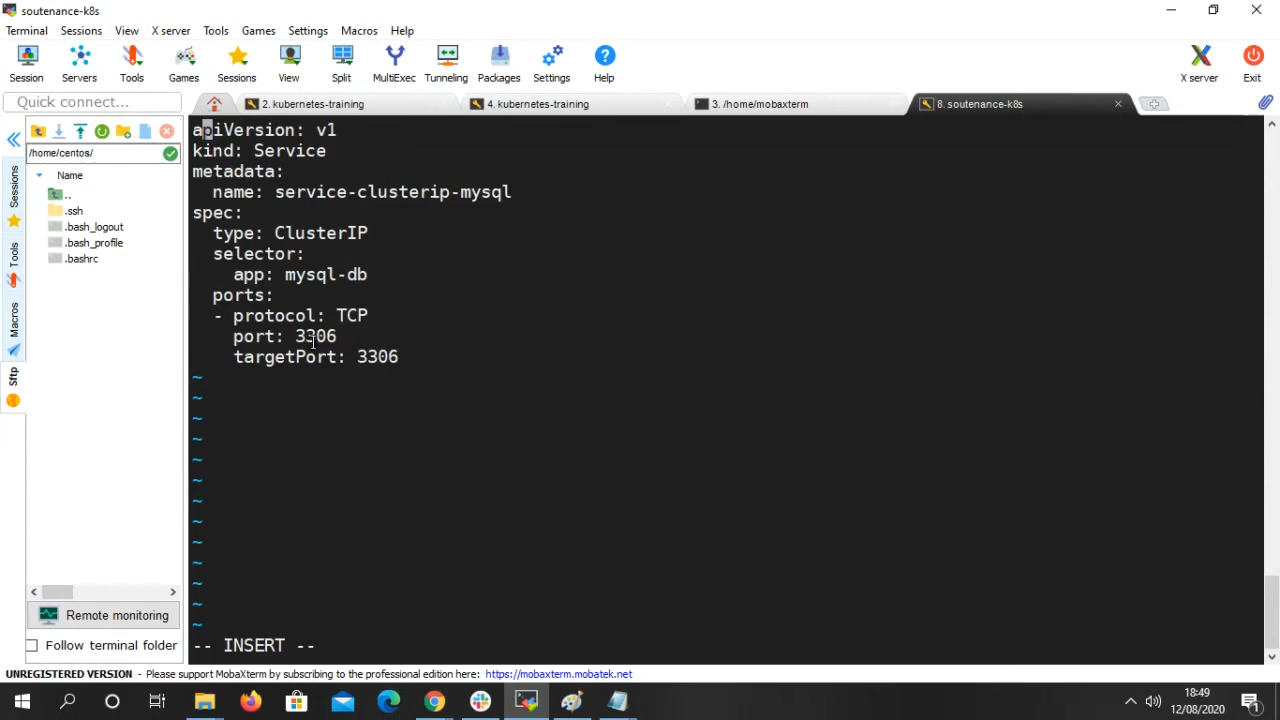 soutenance-k8s
Terminal Sessions View X server Tools Games Settings Macros Help
Session Servers Tools Games Sessions View Split MultiExec Tunneling Packages Settings Help X server Exit
Quick connect...
2. kubernetes-training
4. kubernetes-training
3. /home/mobaxterm
8. soutenance-k8s
/home/centos/
Name
..
.ssh
.bash_logout
.bash_profile
.bashrc
Sessions
Tools
Macros
Sftp
apiVersion: v1
kind: Service
metadata:
  name: service-clusterip-mysql
spec:
  type: ClusterIP
  selector:
    app: mysql-db
  ports:
  - protocol: TCP
    port: 3306
    targetPort: 3306
~
~
~
~
~
~
~
~
~
~
~
~
~
-- INSERT --
Remote monitoring
Follow terminal folder
UNREGISTERED VERSION - Please support MobaXterm by subscribing to the professional edition here: https://mobaxterm.mobatek.net
18:49
12/08/2020
1